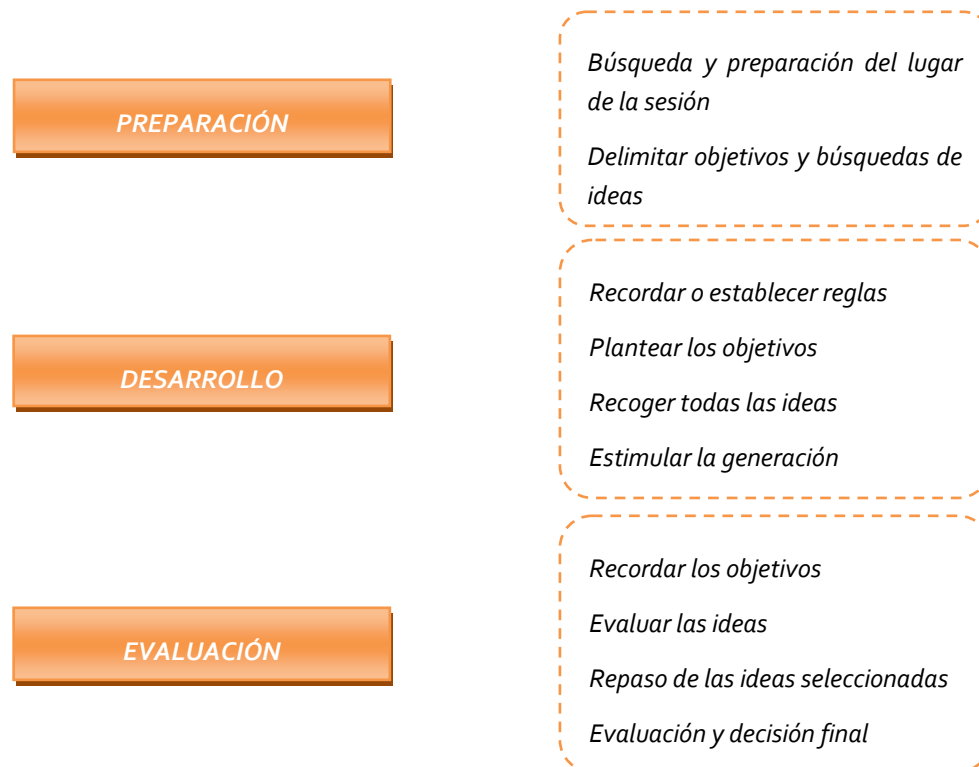 PREPARACIÓN
Búsqueda y preparación del lugar
de la sesión
Delimitar objetivos y búsquedas de
ideas
DESARROLLO
Recordar o establecer reglas
Plantear los objetivos
Recoger todas las ideas
Estimular la generación
EVALUACIÓN
Recordar los objetivos
Evaluar las ideas
Repaso de las ideas seleccionadas
Evaluación y decisión final